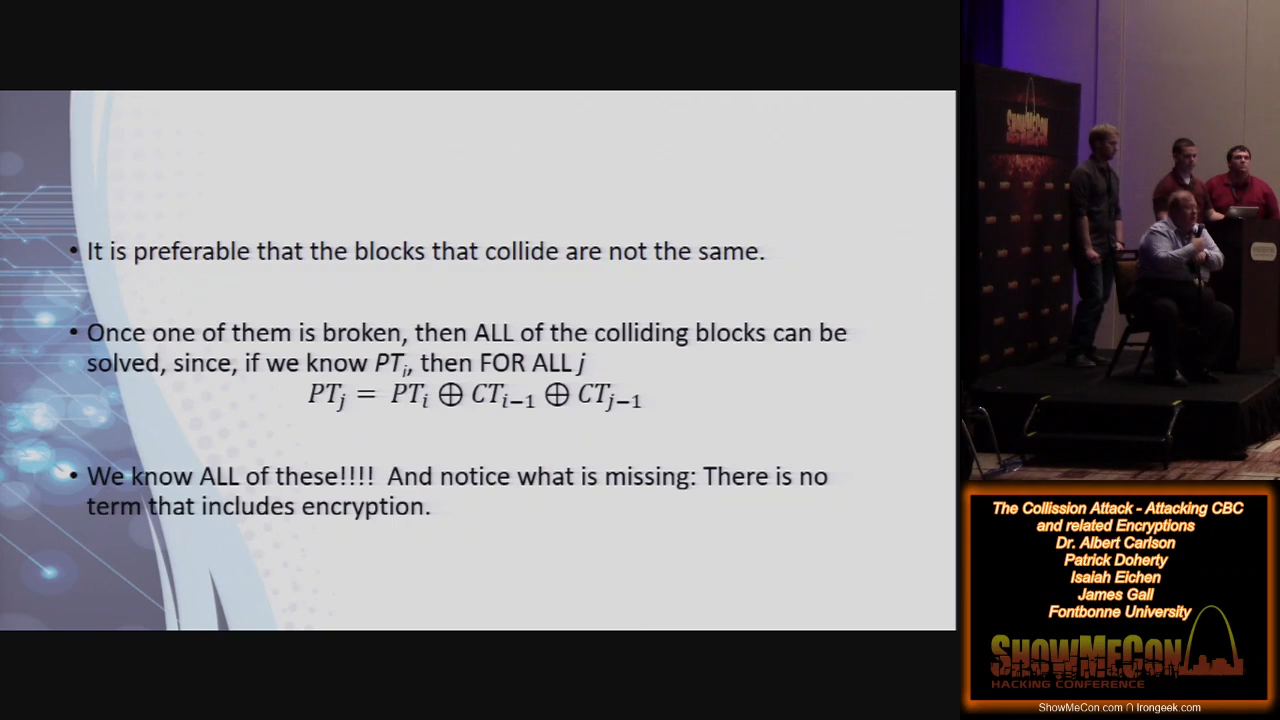 • It is preferable that the blocks that collide are not the same.
• Once one of them is broken, then ALL of the colliding blocks can be
solved, since, if we know PTᵢ, then FOR ALL j
PTⱼ = PTᵢ ⊕ CTᵢ₋₁ ⊕ CTⱼ₋₁
• We know ALL of these!!!! And notice what is missing: There is no
term that includes encryption.
SHOWMECON
The Collission Attack - Attacking CBC
and related Encryptions
Dr. Albert Carlson
Patrick Doherty
Isaiah Eichen
James Gall
Fontbonne University
SHOWMECON
HACKING CONFERENCE
ShowMeCon.com ∩ Irongeek.com